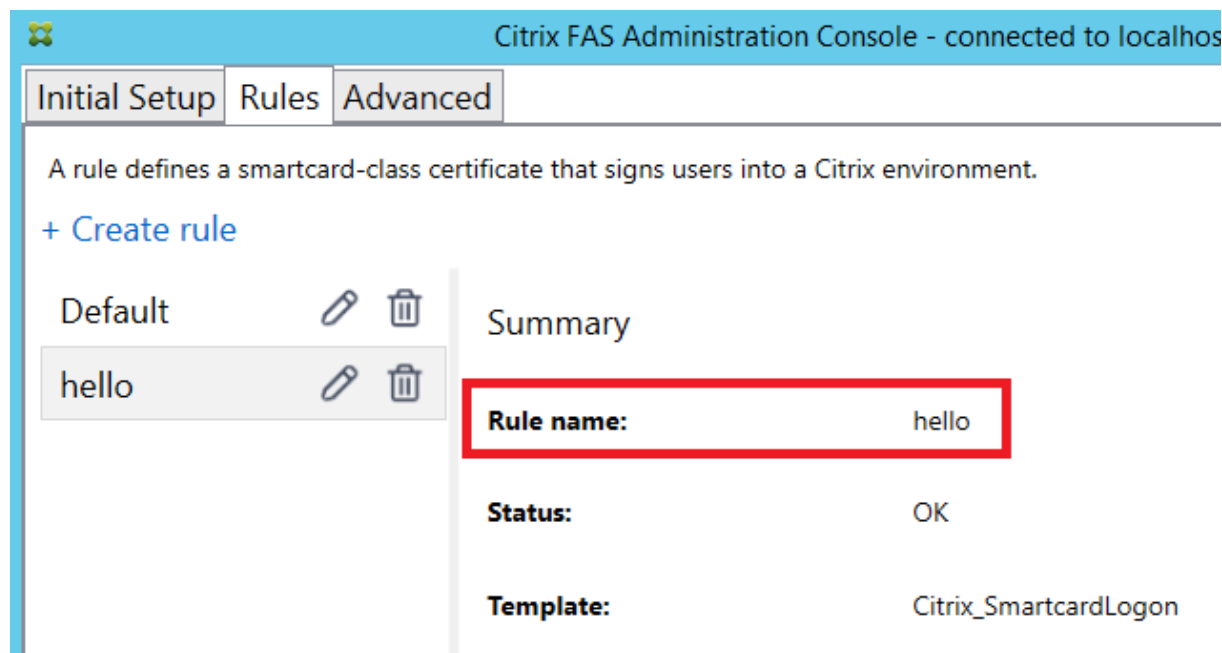 Citrix FAS Administration Console - connected to localhos
Initial Setup Rules Advanced
A rule defines a smartcard-class certificate that signs users into a Citrix environment.
+ Create rule
Default
hello
Summary
Rule name: hello
Status: OK
Template: Citrix_SmartcardLogon